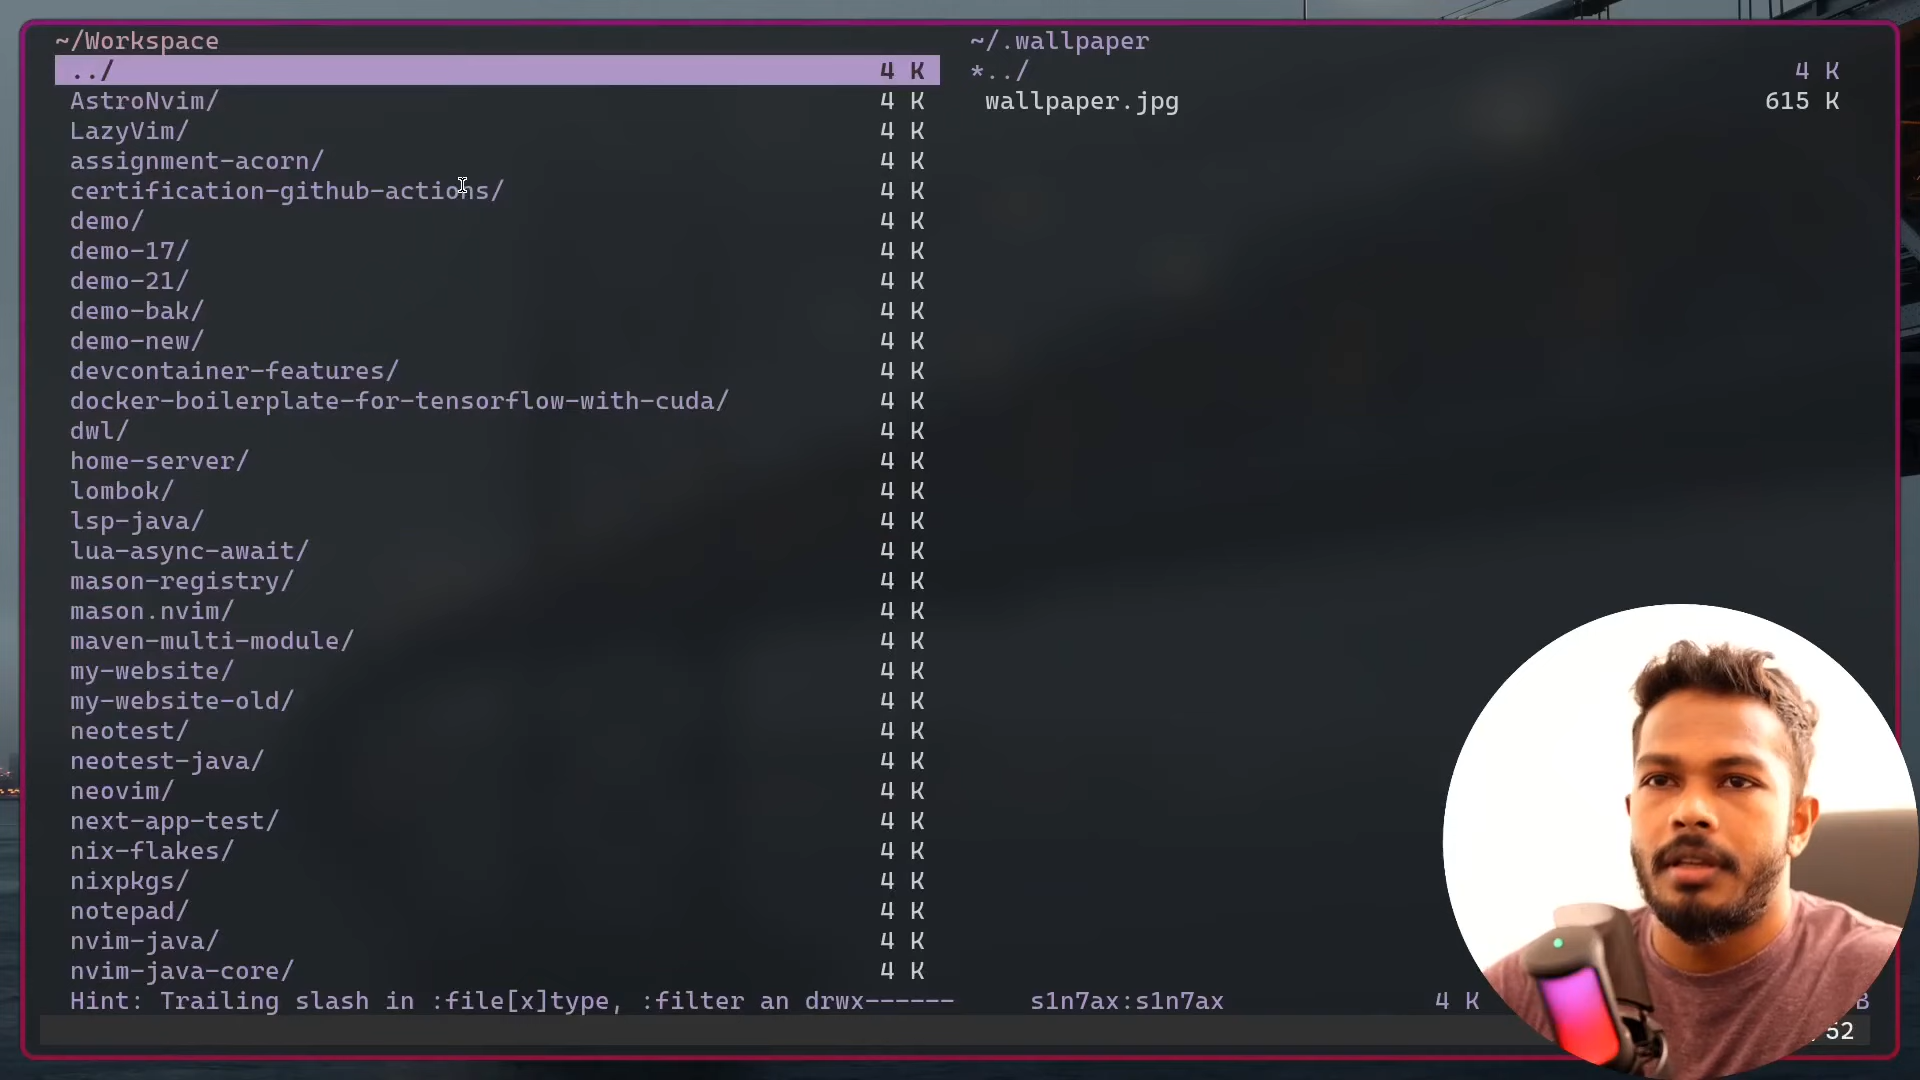 ~/Workspace
../ 4 K
AstroNvim/ 4 K
LazyVim/ 4 K
assignment-acorn/ 4 K
certification-github-actions/ 4 K
demo/ 4 K
demo-17/ 4 K
demo-21/ 4 K
demo-bak/ 4 K
demo-new/ 4 K
devcontainer-features/ 4 K
docker-boilerplate-for-tensorflow-with-cuda/ 4 K
dwl/ 4 K
home-server/ 4 K
lombok/ 4 K
lsp-java/ 4 K
lua-async-await/ 4 K
mason-registry/ 4 K
mason.nvim/ 4 K
maven-multi-module/ 4 K
my-website/ 4 K
my-website-old/ 4 K
neotest/ 4 K
neotest-java/ 4 K
neovim/ 4 K
next-app-test/ 4 K
nix-flakes/ 4 K
nixpkgs/ 4 K
notepad/ 4 K
nvim-java/ 4 K
nvim-java-core/ 4 K
~/.wallpaper
*../ 4 K
wallpaper.jpg 615 K
Hint: Trailing slash in :file[x]type, :filter an drwx------ s1n7ax:s1n7ax 4 K
52